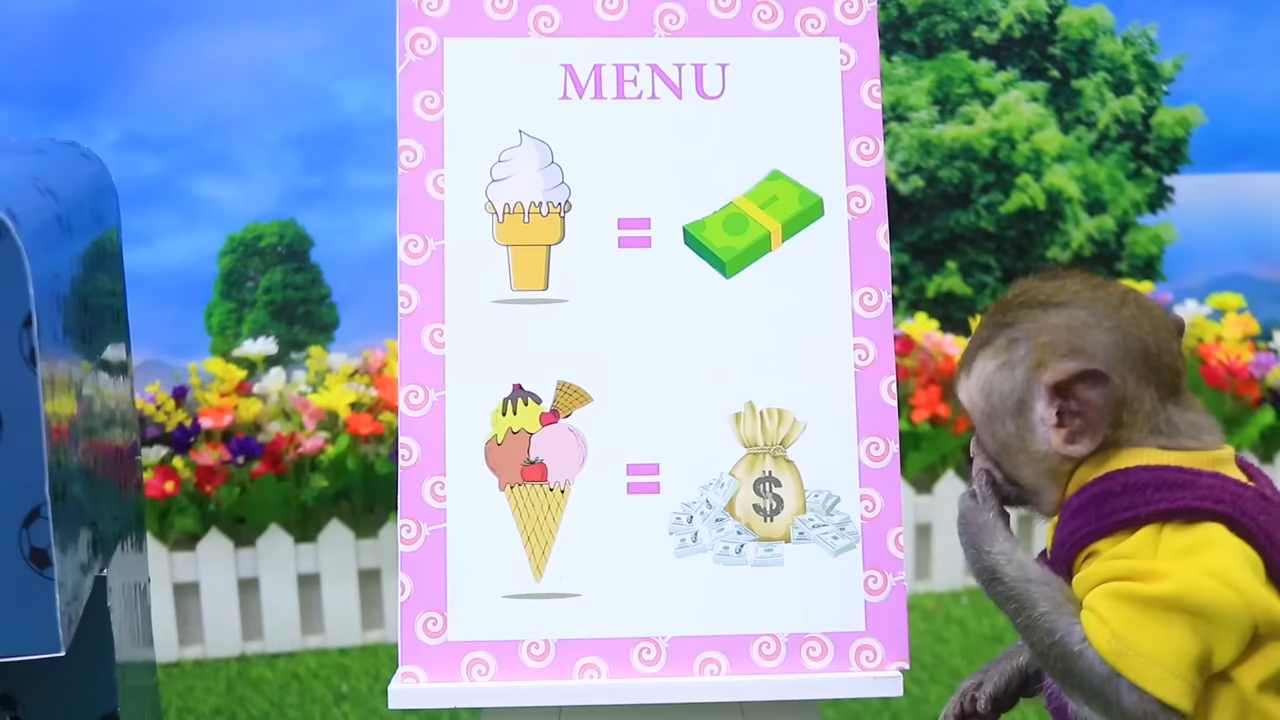 MENU
=
=
$